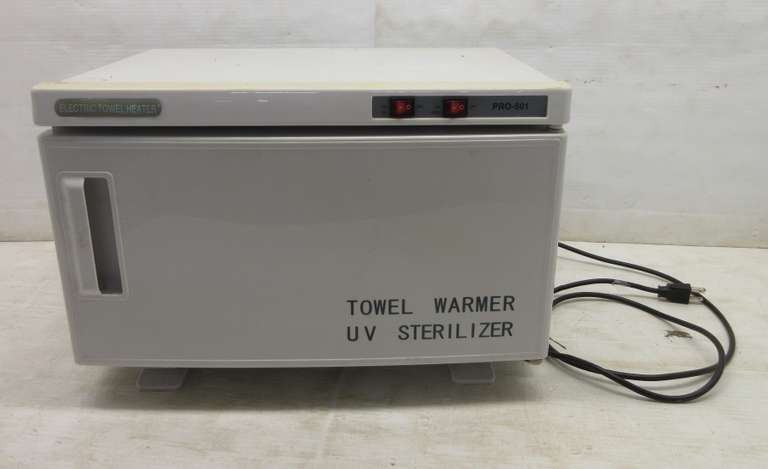 ELECTRIC TOWEL HEATER
PRO-501
TOWEL WARMER
UV STERILIZER